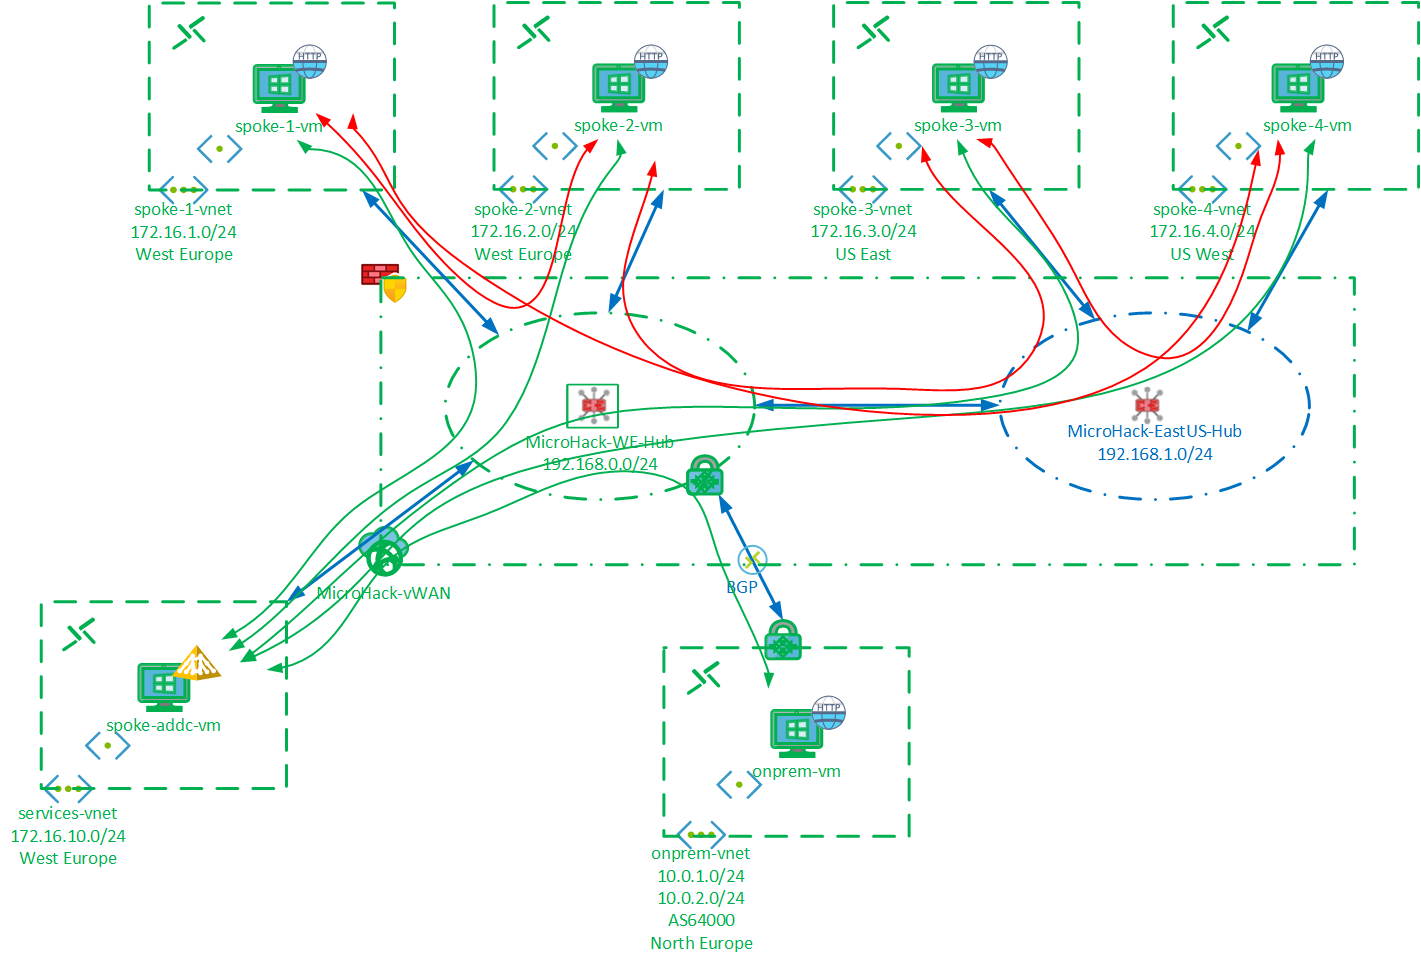 HTTP
HTTP
HTTP
HTTP
spoke-1-vm
spoke-2-vm
spoke-3-vm
spoke-4-vm
spoke-1-vnet
172.16.1.0/24
West Europe
spoke-2-vnet
172.16.2.0/24
West Europe
spoke-3-vnet
172.16.3.0/24
US East
spoke-4-vnet
172.16.4.0/24
US West
MicroHack-WE-Hub
192.168.0.0/24
MicroHack-EastUS-Hub
192.168.1.0/24
MicroHack-vWAN
BGP
spoke-addc-vm
services-vnet
172.16.10.0/24
West Europe
HTTP
onprem-vm
onprem-vnet
10.0.1.0/24
10.0.2.0/24
AS64000
North Europe